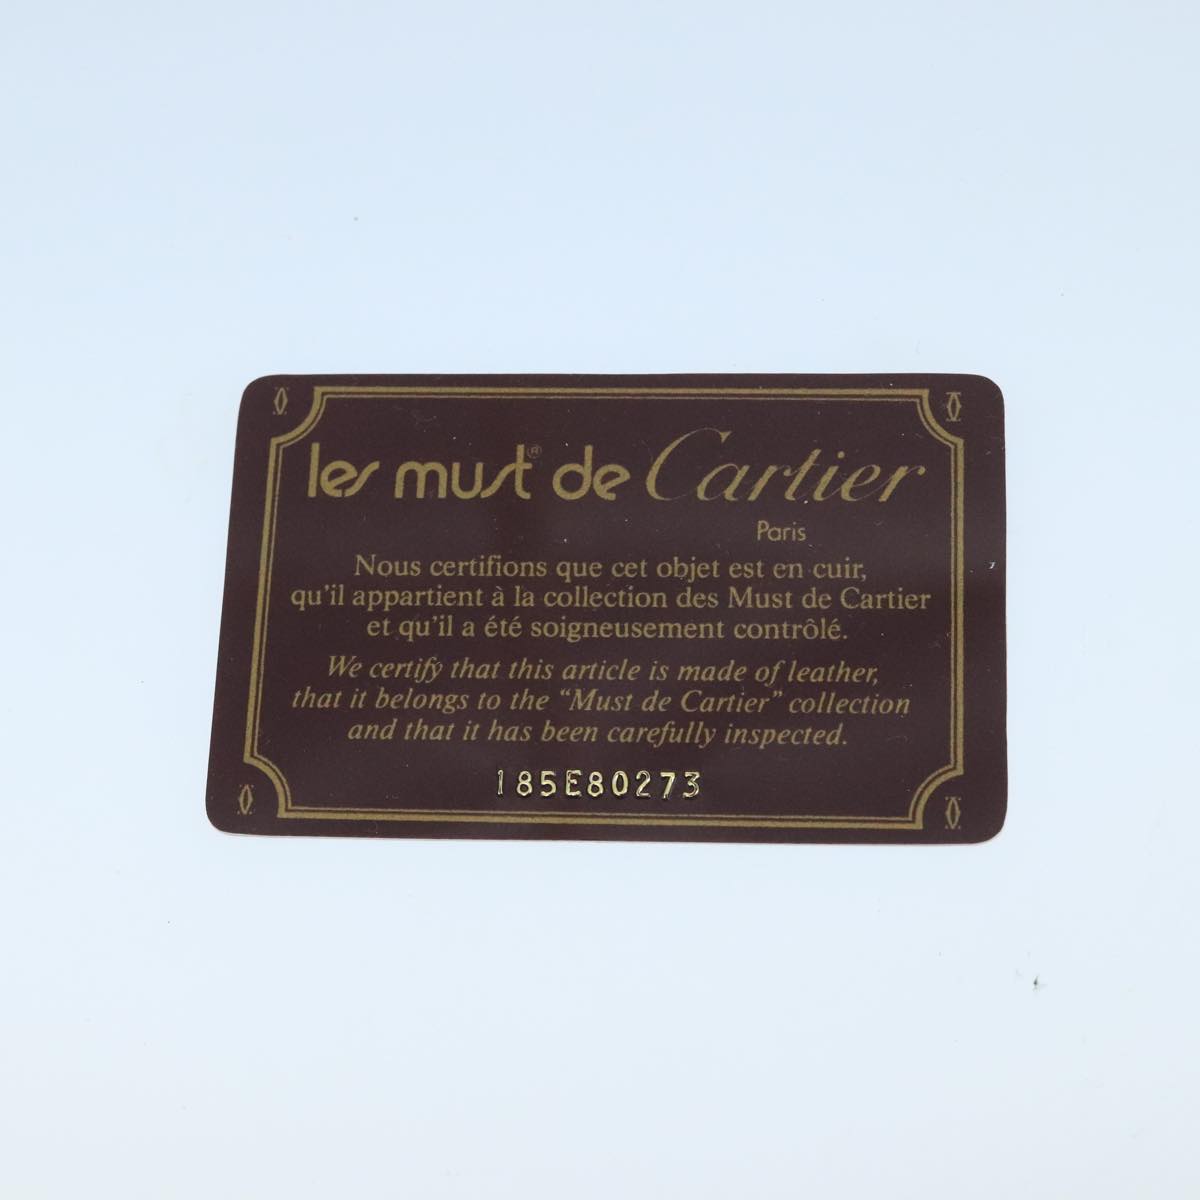 les must® de Cartier
Paris
Nous certifions que cet objet est en cuir,
qu'il appartient à la collection des Must de Cartier
et qu'il a été soigneusement contrôlé.
We certify that this article is made of leather,
that it belongs to the “Must de Cartier” collection
and that it has been carefully inspected.
185E80273